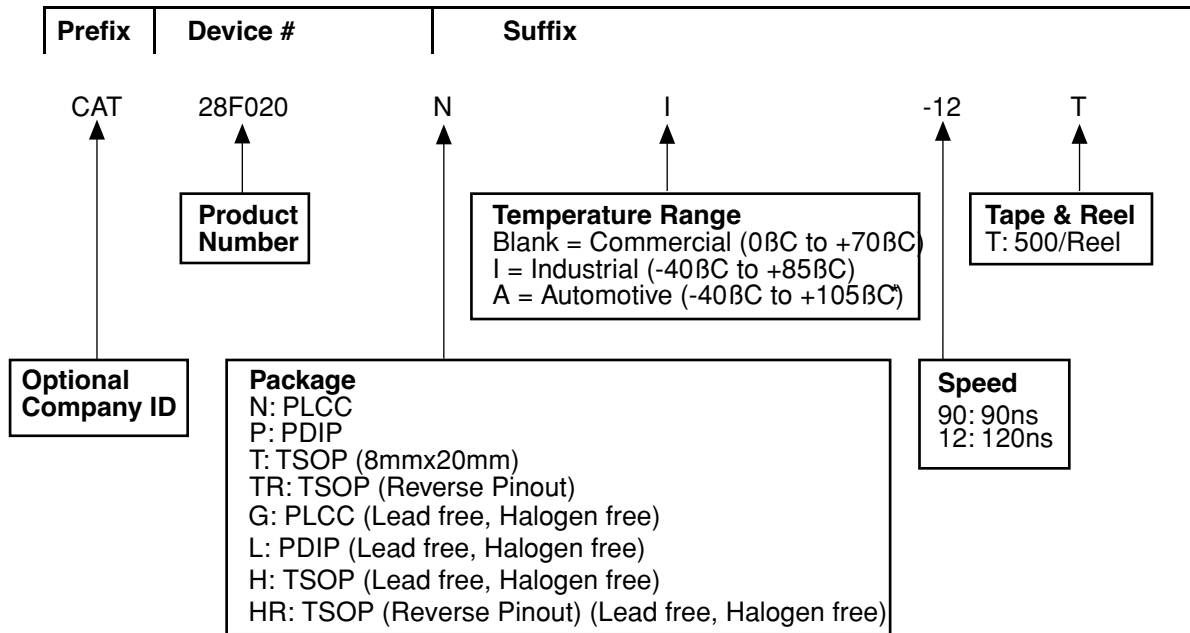 Prefix Device # Suffix
CAT 28F020 N I -12 T
Product
Number
Temperature Range
Blank = Commercial (0ßC to +70ßC)
I = Industrial (-40ßC to +85ßC)
A = Automotive (-40ßC to +105ßC*)
Tape & Reel
T: 500/Reel
Optional
Company ID
Package
N: PLCC
P: PDIP
T: TSOP (8mmx20mm)
TR: TSOP (Reverse Pinout)
G: PLCC (Lead free, Halogen free)
L: PDIP (Lead free, Halogen free)
H: TSOP (Lead free, Halogen free)
HR: TSOP (Reverse Pinout) (Lead free, Halogen free)
Speed
90: 90ns
12: 120ns